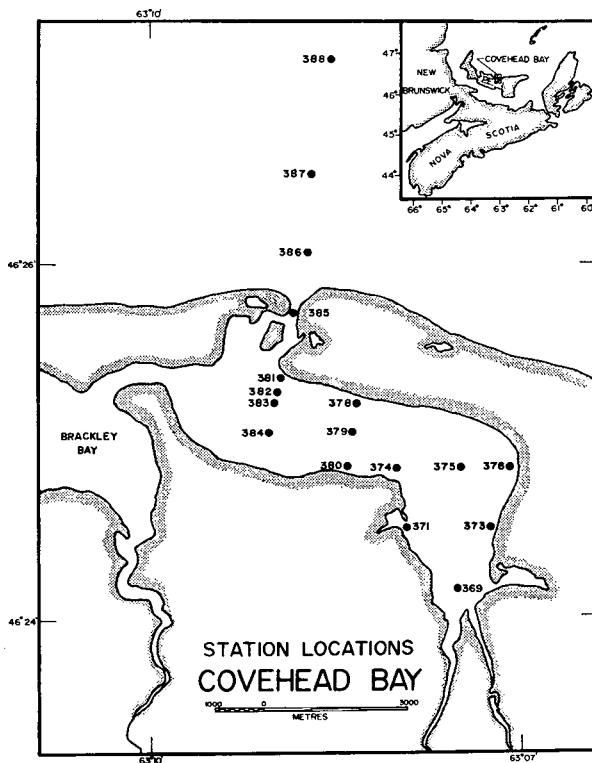 63°10'
388
387
386
46°26'
385
381
382
383
378
384
379
380
374
375
376
371
373
369
BRACKLEY
BAY
46°24'
STATION LOCATIONS
COVEHEAD BAY
1000 0 3000
METRES
63°10'
63°07'
47°
46°
45°
44°
COVEHEAD BAY
NEW
BRUNSWICK
NOVA SCOTIA
66° 65° 64° 63° 62° 61° 60°